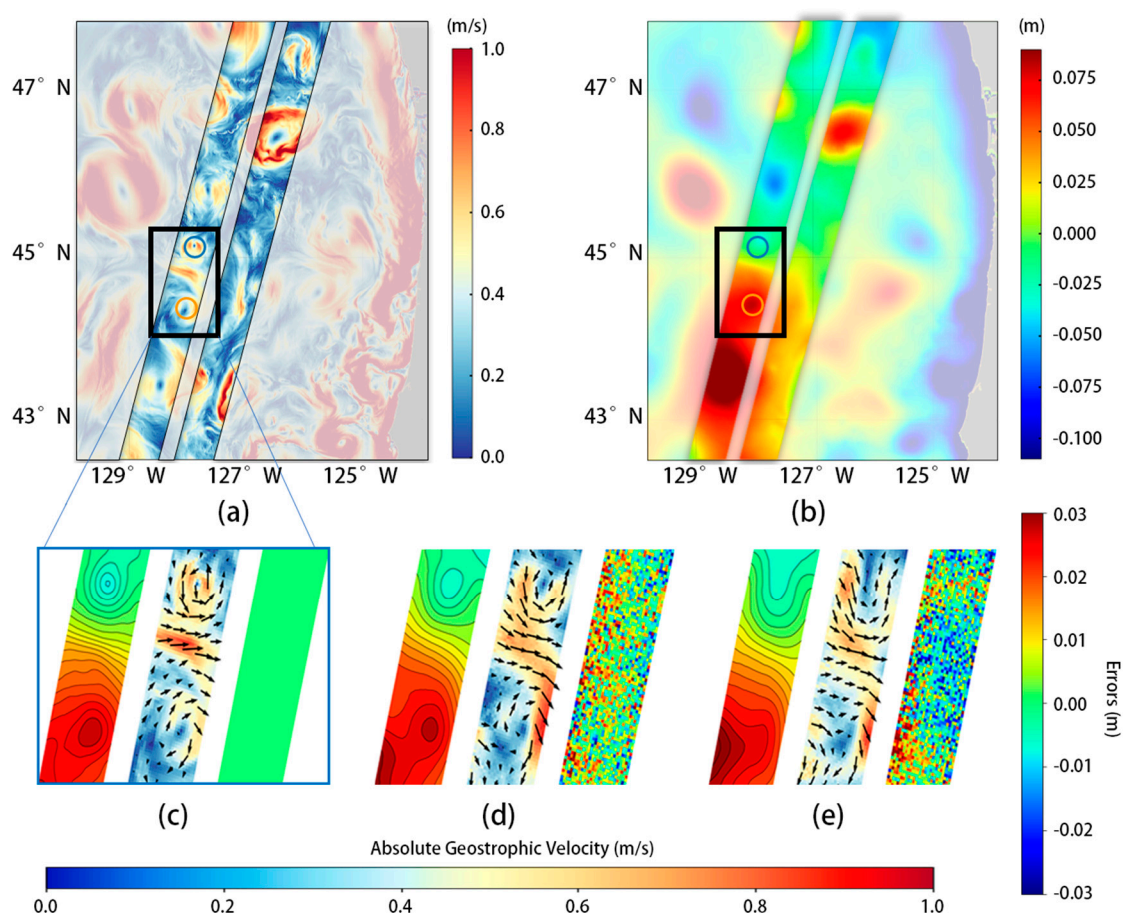 (m/s)
1.0
0.8
0.6
0.4
0.2
0.0
47° N
45° N
43° N
129° W
127° W
125° W
(a)
(m)
0.075
0.050
0.025
0.000
-0.025
-0.050
-0.075
-0.100
47° N
45° N
43° N
129° W
127° W
125° W
(b)
(c)
(d)
(e)
0.03
0.02
0.01
0.00
-0.01
-0.02
-0.03
Errors (m)
Absolute Geostrophic Velocity (m/s)
0.0 0.2 0.4 0.6 0.8 1.0